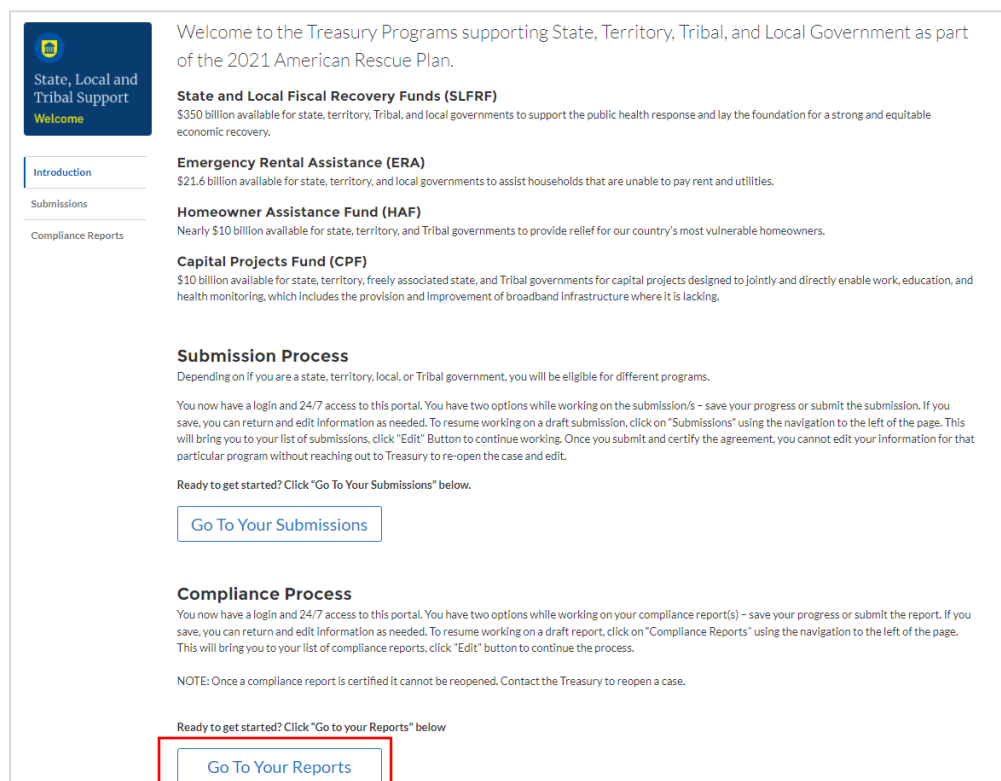 State, Local and
Tribal Support
Welcome
Introduction
Submissions
Compliance Reports
Welcome to the Treasury Programs supporting State, Territory, Tribal, and Local Government as part
of the 2021 American Rescue Plan.
State and Local Fiscal Recovery Funds (SLFRF)
$350 billion available for state, territory, Tribal, and local governments to support the public health response and lay the foundation for a strong and equitable
economic recovery.
Emergency Rental Assistance (ERA)
$21.6 billion available for state, territory, and local governments to assist households that are unable to pay rent and utilities.
Homeowner Assistance Fund (HAF)
Nearly $10 billion available for state, territory, and Tribal governments to provide relief for our country's most vulnerable homeowners.
Capital Projects Fund (CPF)
$10 billion available for state, territory, freely associated state, and Tribal governments for capital projects designed to jointly and directly enable work, education, and
health monitoring, which includes the provision and improvement of broadband infrastructure where it is lacking.
Submission Process
Depending on if you are a state, territory, local, or Tribal government, you will be eligible for different programs.
You now have a login and 24/7 access to this portal. You have two options while working on the submission/s – save your progress or submit the submission. If you
save, you can return and edit information as needed. To resume working on a draft submission, click on "Submissions" using the navigation to the left of the page. This
will bring you to your list of submissions, click "Edit" Button to continue working. Once you submit and certify the agreement, you cannot edit your information for that
particular program without reaching out to Treasury to re-open the case and edit.
Ready to get started? Click "Go To Your Submissions" below.
Go To Your Submissions
Compliance Process
You now have a login and 24/7 access to this portal. You have two options while working on your compliance report(s) – save your progress or submit the report. If you
save, you can return and edit information as needed. To resume working on a draft report, click on "Compliance Reports" using the navigation to the left of the page.
This will bring you to your list of compliance reports, click "Edit" button to continue the process.
NOTE: Once a compliance report is certified it cannot be reopened. Contact the Treasury to reopen a case.
Ready to get started? Click "Go to your Reports" below
Go To Your Reports